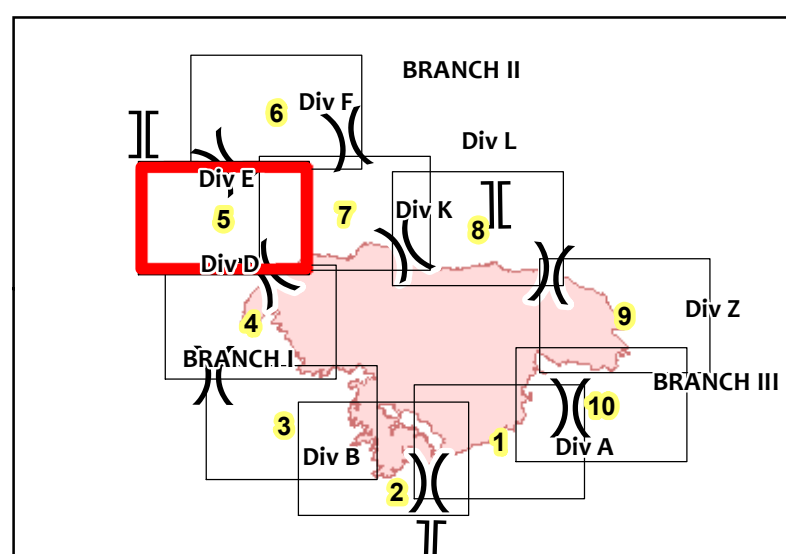 BRANCH II
Div F
6
Div L
Div E
5
7
Div K
8
Div D
4
9
Div Z
BRANCH I
BRANCH III
10
3
1
Div A
Div B
2